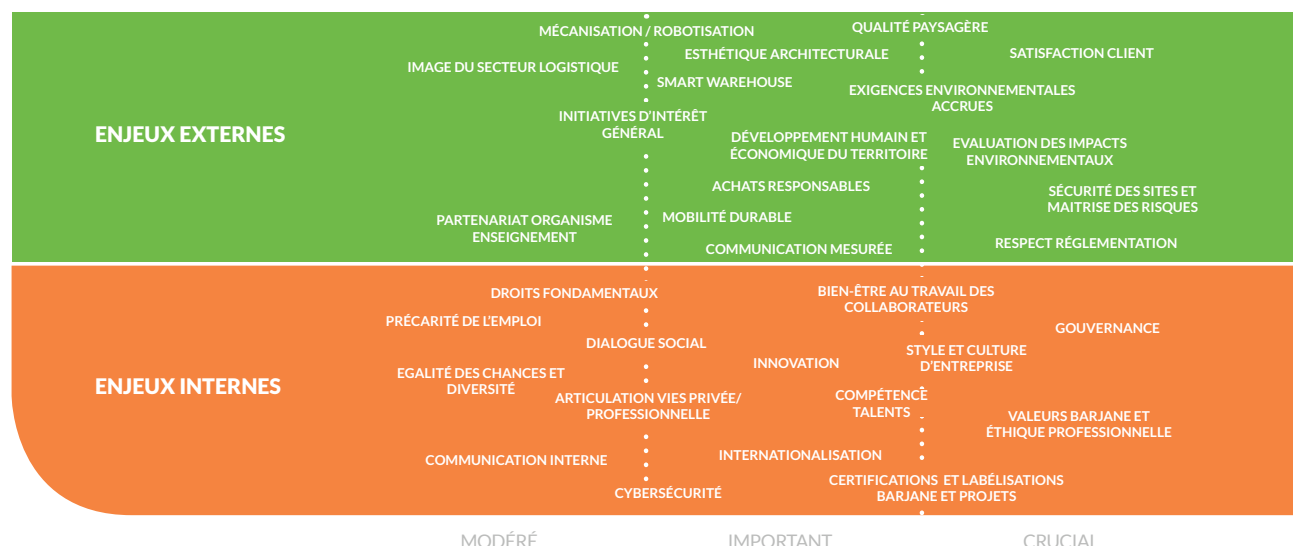 MÉCANISATION / ROBOTISATION
QUALITÉ PAYSAGÈRE
ESTHÉTIQUE ARCHITECTURALE
SATISFACTION CLIENT
IMAGE DU SECTEUR LOGISTIQUE
SMART WAREHOUSE
EXIGENCES ENVIRONNEMENTALES
ACCRUES
INITIATIVES D'INTÉRÊT
GÉNÉRAL
ENJEUX EXTERNES
DÉVELOPPEMENT HUMAIN ET
ÉCONOMIQUE DU TERRITOIRE
EVALUATION DES IMPACTS
ENVIRONNEMENTAUX
ACHATS RESPONSABLES
SÉCURITÉ DES SITES ET
MAITRISE DES RISQUES
PARTENARIAT ORGANISME
ENSEIGNEMENT
MOBILITÉ DURABLE
COMMUNICATION MESURÉE
RESPECT RÉGLEMENTATION
DROITS FONDAMENTAUX
BIEN-ÊTRE AU TRAVAIL DES
COLLABORATEURS
PRÉCARITÉ DE L'EMPLOI
GOUVERNANCE
DIALOGUE SOCIAL
STYLE ET CULTURE
D'ENTREPRISE
INNOVATION
EGALITÉ DES CHANCES ET
DIVERSITÉ
ENJEUX INTERNES
ARTICULATION VIES PRIVÉE/
PROFESSIONNELLE
COMPÉTENCE
TALENTS
VALEURS BARJANE ET
ÉTHIQUE PROFESSIONNELLE
COMMUNICATION INTERNE
INTERNATIONALISATION
CYBERSÉCURITÉ
CERTIFICATIONS ET LABÉLISATIONS
BARJANE ET PROJETS
MODÉRÉ
IMPORTANT
CRUCIAL